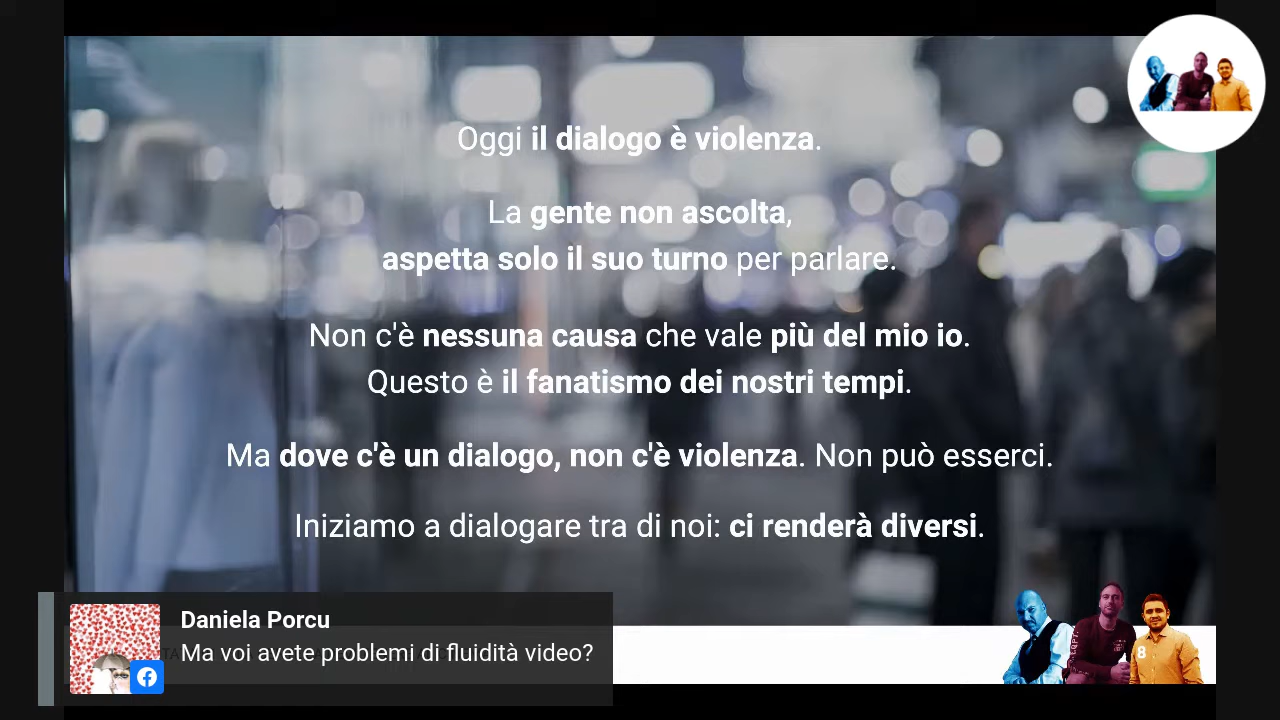 Oggi il dialogo è violenza.
La gente non ascolta,
aspetta solo il suo turno per parlare.
Non c'è nessuna causa che vale più del mio io.
Questo è il fanatismo dei nostri tempi.
Ma dove c'è un dialogo, non c'è violenza. Non può esserci.
Iniziamo a dialogare tra di noi: ci renderà diversi.
Daniela Porcu
Ma voi avete problemi di fluidità video?
8